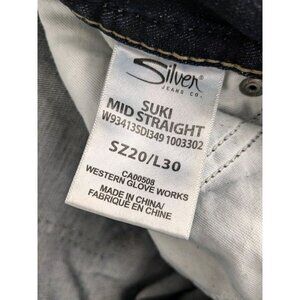 Silver
JEANS CO.
SUKI
MID STRAIGHT
W93413SDI349 1003302
SZ20/L30
CA00508
WESTERN GLOVE WORKS
MADE IN CHINA/
FABRIQUÉ EN CHINE